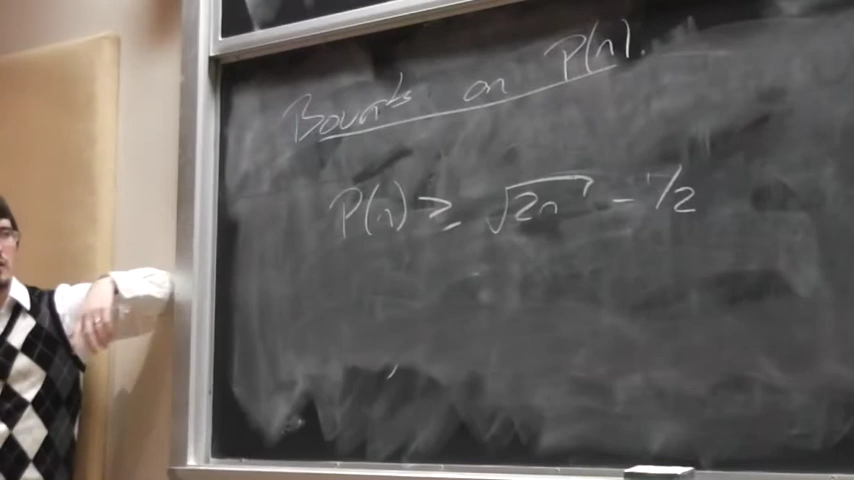 Bounds on P(n).
P(n) ≥ √2n - 1/2